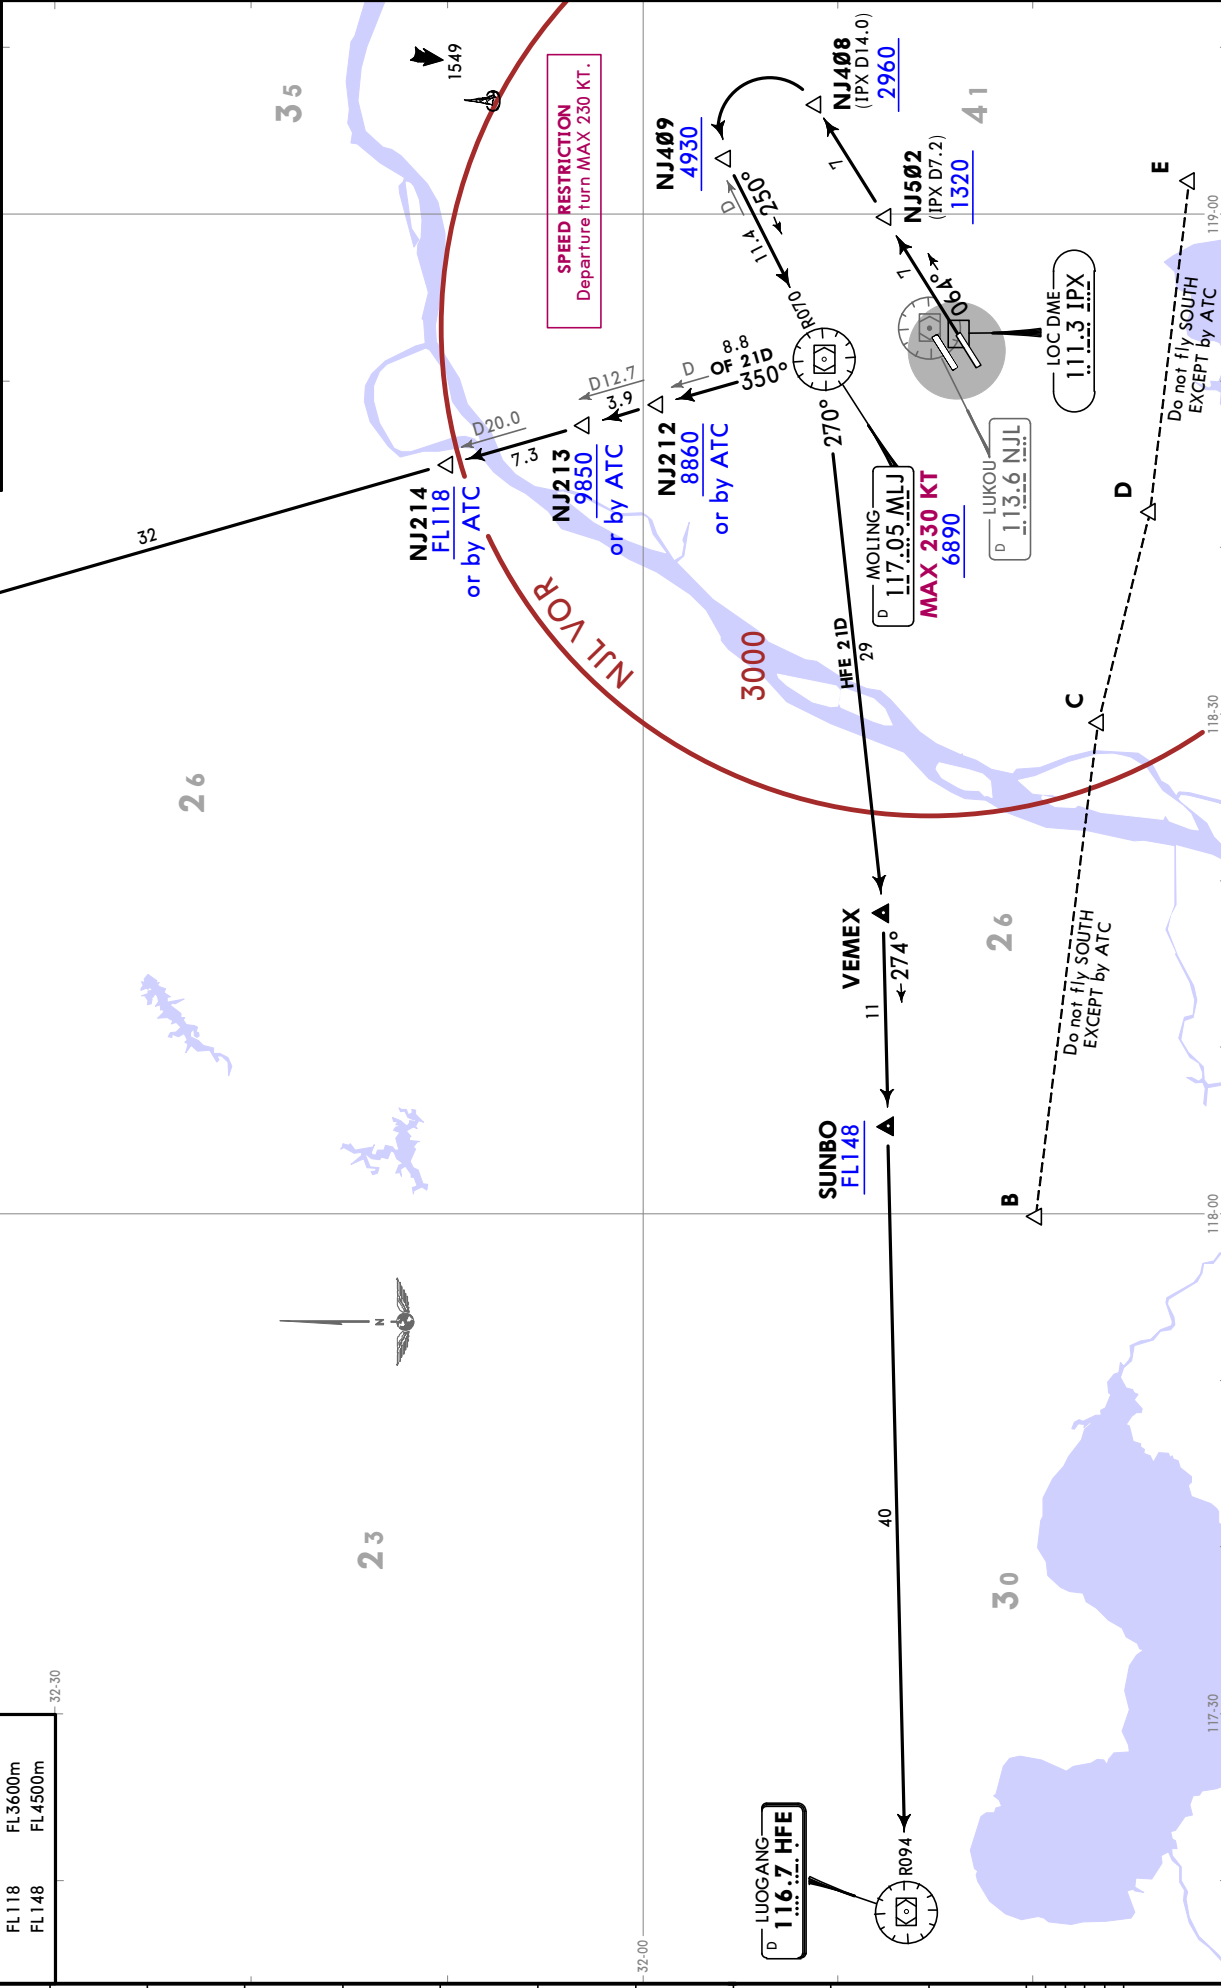 FL118 FL3600m
FL148 FL4500m
32-30
23
26
35
1549
32
N
SPEED RESTRICTION
Departure turn MAX 230 KT.
NJ214
FL118
or by ATC
D20.0
7.3
NJ213
9850
or by ATC
D12.7
3.9
NJ212
8860
or by ATC
D
8.8
OF 21D
350°
NJL VOR
3000
32-00
NJ4Ø9
4930
D
250°
11.4
R070
NJ4Ø8
(IPX D14.0)
2960
7
NJ5Ø2
(IPX D7.2)
1320
7
064°
41
LOC DME
111.3 IPX
LUKOU
D 113.6 NJL
MOLING
D 117.05 MLJ
MAX 230 KT
6890
270°
HFE 21D
29
VEMEX
274°
11
SUNBO
FL148
40
R094
LUOGANG
D 116.7 HFE
26
30
B
C
D
E
Do not fly SOUTH
EXCEPT by ATC
Do not fly SOUTH
EXCEPT by ATC
117-30
118-00
118-30
119-00